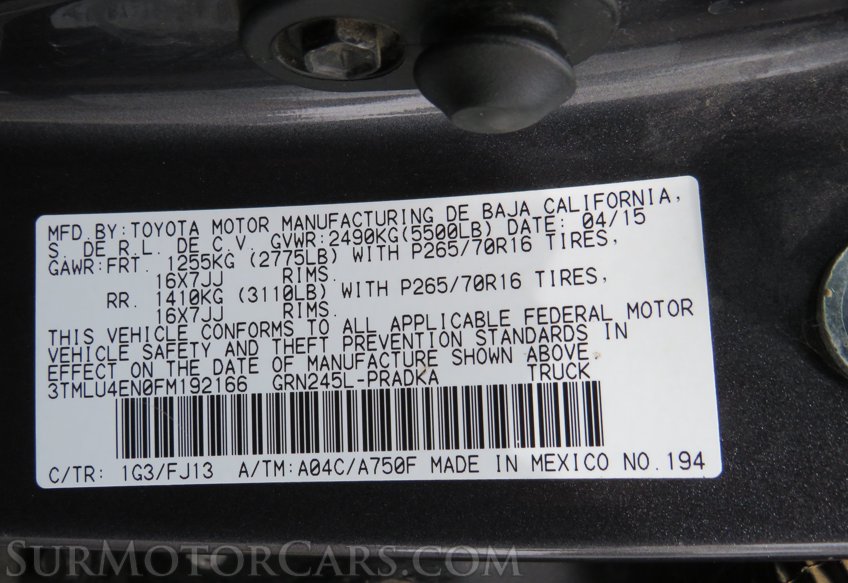 MFD.BY:TOYOTA MOTOR MANUFACTURING DE BAJA CALIFORNIA,
S. DE R.L. DE C.V. GVWR:2490KG(5500LB) DATE: 04/15
GAWR:FRT. 1255KG (2775LB) WITH P265/70R16 TIRES,
16X7JJ RIMS.
RR. 1410KG (3110LB) WITH P265/70R16 TIRES,
16X7JJ RIMS.
THIS VEHICLE CONFORMS TO ALL APPLICABLE FEDERAL MOTOR
VEHICLE SAFETY AND THEFT PREVENTION STANDARDS IN
EFFECT ON THE DATE OF MANUFACTURE SHOWN ABOVE.
3TMLU4EN0FM192166 GRN245L-PRADKA TRUCK
C/TR: 1G3/FJ13 A/TM:A04C/A750F MADE IN MEXICO NO.194
SURMOTORCARS.COM